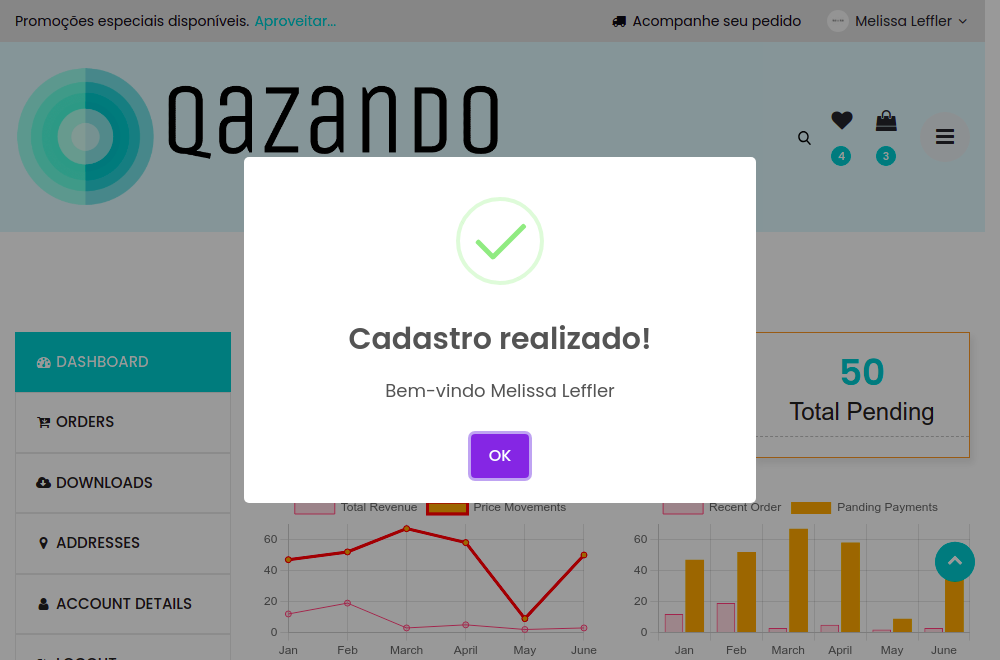 Promoções especiais disponíveis. Aproveitar...
Acompanhe seu pedido
Melissa Leffler
QAZANDO
4
3
Cadastro realizado!
Bem-vindo Melissa Leffler
OK
DASHBOARD
ORDERS
DOWNLOADS
ADDRESSES
ACCOUNT DETAILS
50
Total Pending
Total Revenue Price Movements
60
40
20
0
Jan Feb March April May June
Recent Order Panding Payments
60
40
20
0
Jan Feb March April May June